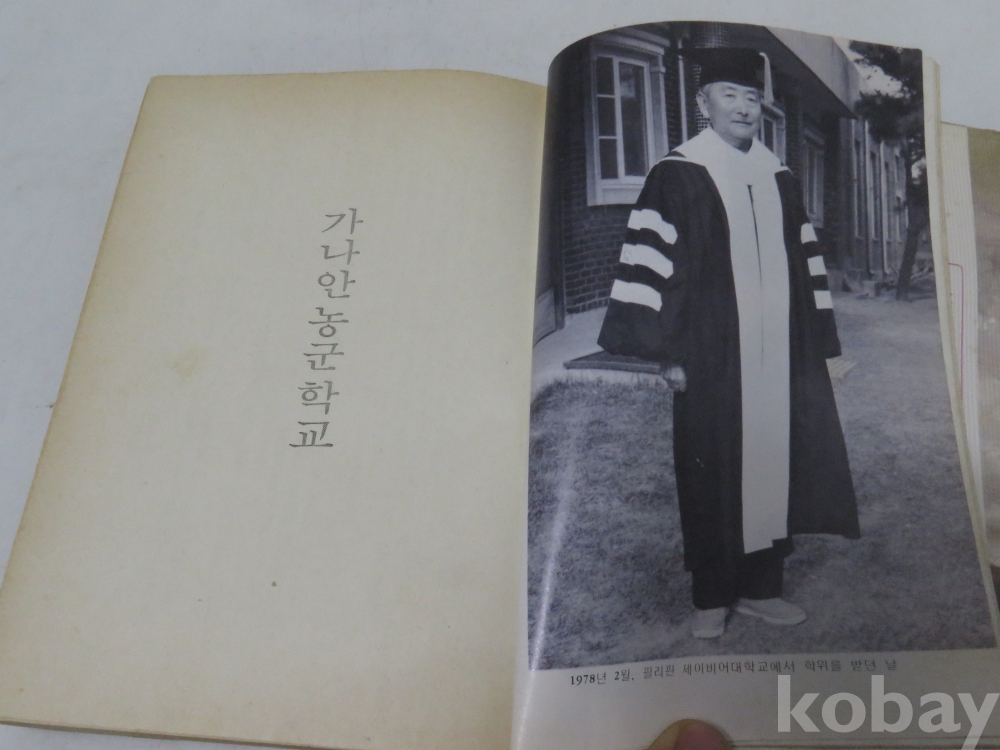 가나안농군학교
1978년 2월, 필리핀 세이비어대학교에서 학위를 받던 날
kobay